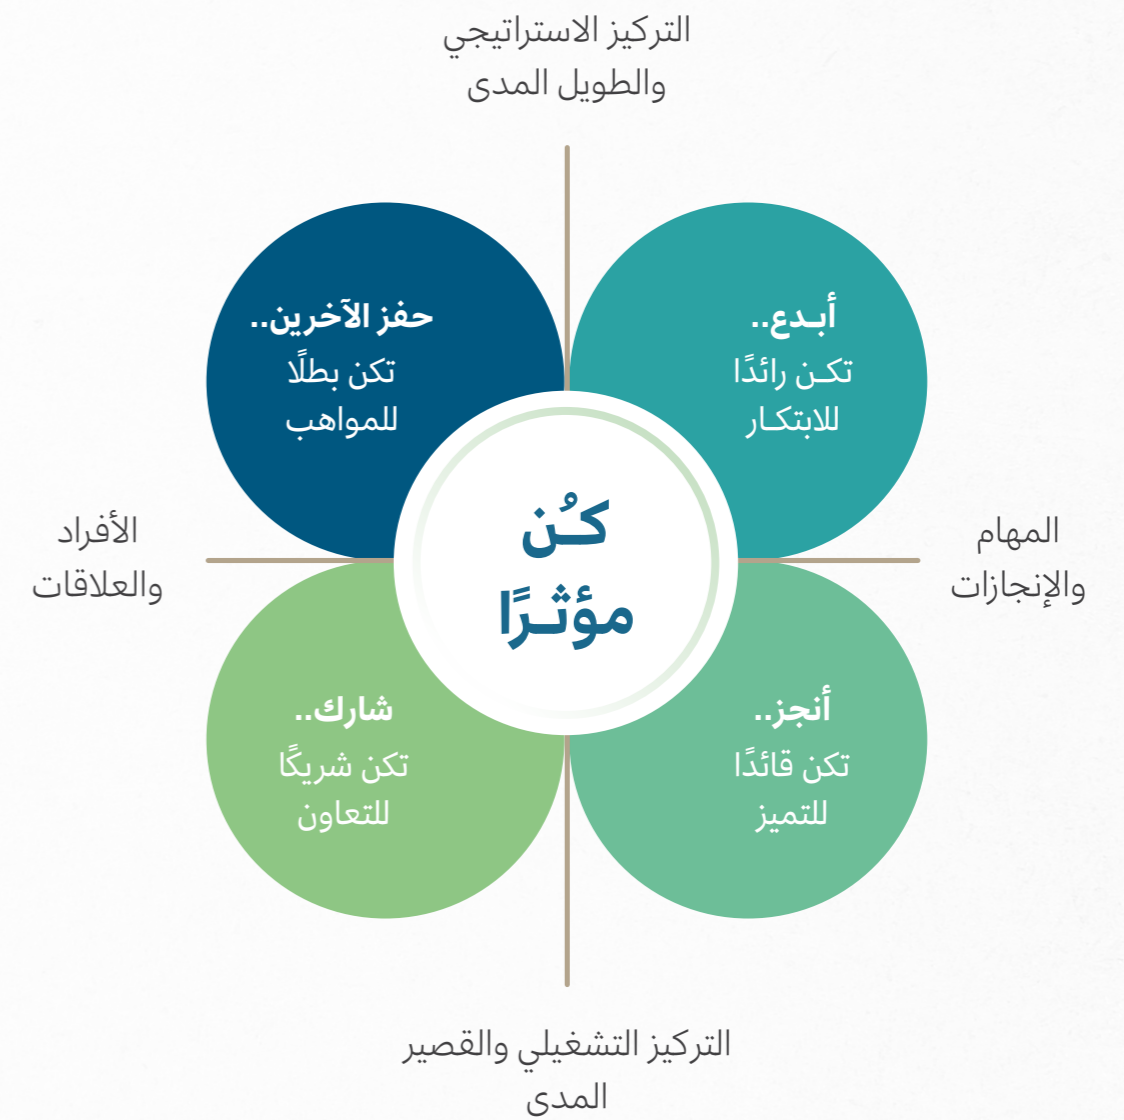 التركيز الاستراتيجي
والطويل المدى
أبـدع..
تكـن رائدًا
للابتكـار
حفز الآخرين..
تكن بطلًا
للمواهب
المهام
والإنجازات
كـُن
مؤثـرًا
الأفراد
والعلاقات
أنجز..
تكن قائدًا
للتميز
شارك..
تكن شريكًا
للتعاون
التركيز التشغيلي والقصير
المدى